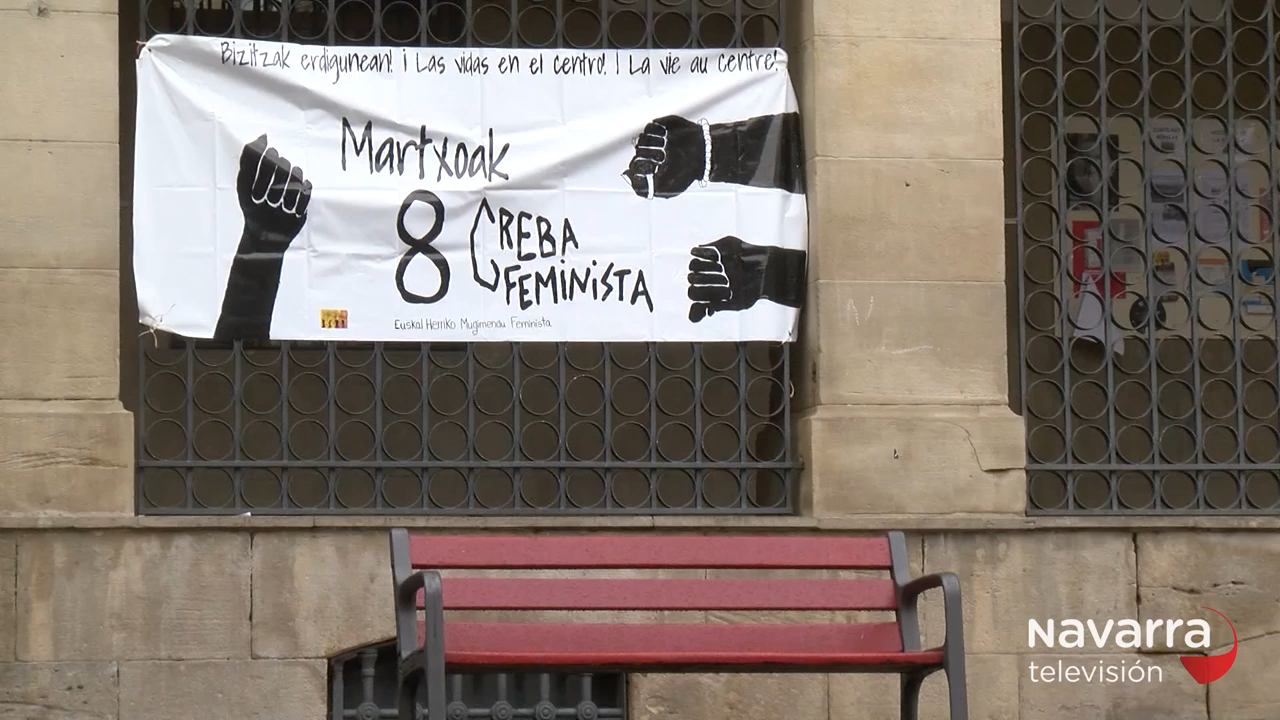 Bizitzak erdigunean! ¡ Las vidas en el centro! ¡ La vie au centre!
Martxoak
8 GREBA
FEMINISTA
Euskal Herriko Mugimendu Feminista
Navarra
televisión